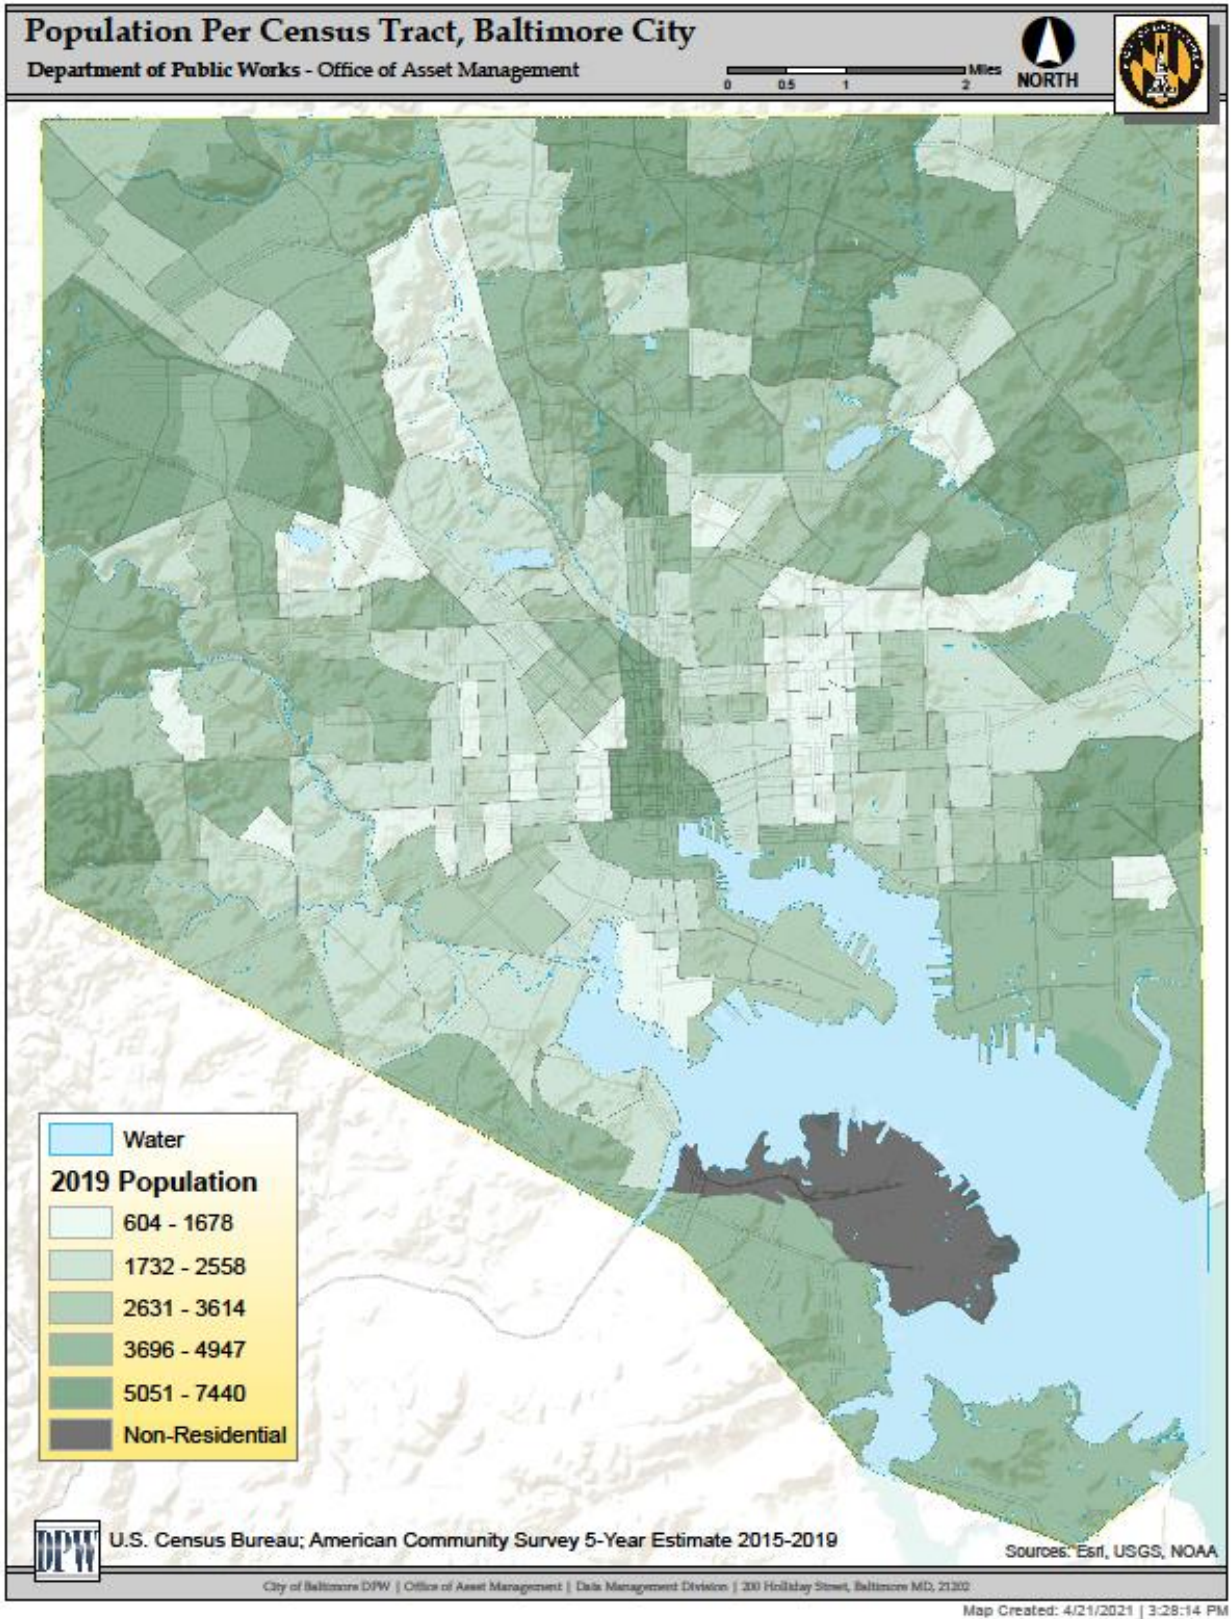 Population Per Census Tract, Baltimore City
Department of Public Works - Office of Asset Management
Miles
0 0.5 1 2
NORTH
Water
2019 Population
604 - 1678
1732 - 2558
2631 - 3614
3696 - 4947
5051 - 7440
Non-Residential
DPW
U.S. Census Bureau; American Community Survey 5-Year Estimate 2015-2019
Sources: Esri, USGS, NOAA
City of Baltimore DPW | Office of Asset Management | Data Management Division | 200 Holliday Street, Baltimore MD, 21202
Map Created: 4/21/2021 | 3:28:14 PM